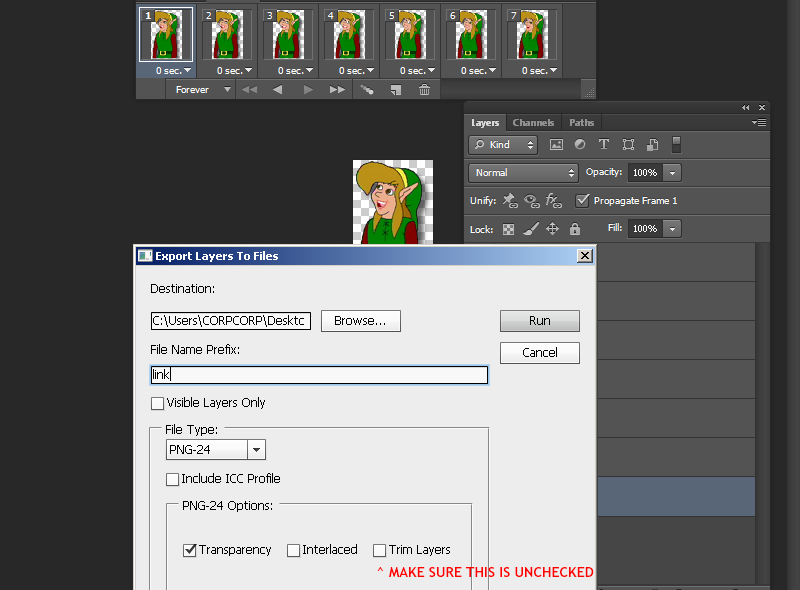 1 2 3 4 5 6 7
0 sec. 0 sec. 0 sec. 0 sec. 0 sec. 0 sec. 0 sec.
Forever
Layers Channels Paths
Kind
Normal Opacity: 100%
Unify: Propagate Frame 1
Lock: Fill: 100%
Export Layers To Files
Destination:
C:\Users\CORPCORP\Desktc Browse... Run
File Name Prefix: Cancel
link
Visible Layers Only
File Type:
PNG-24
Include ICC Profile
PNG-24 Options:
Transparency Interlaced Trim Layers
^ MAKE SURE THIS IS UNCHECKED